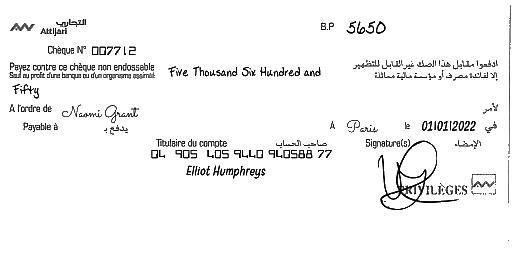 التجاري
Attijari
B.P 5650
Chèque N° 007712
Payez contre ce chèque non endossable
Sauf au profit d'une banque ou d'un organisme assimilé
Five Thousand Six Hundred and
ادفعوا مقابل هذا الصك غير القابل للتظهير
إلا لفائدة مصرف أو مؤسسة مالية مماثلة
Fifty
A l'ordre de Naomi Grant لأمر
Payable à يدفع بـ
A Paris le 01/01/2022 في
Titulaire du compte صاحب الحساب
Signature(s) الإمضاء
04 905 405 9440 940588 77
Elliot Humphreys
PRIVILÈGES